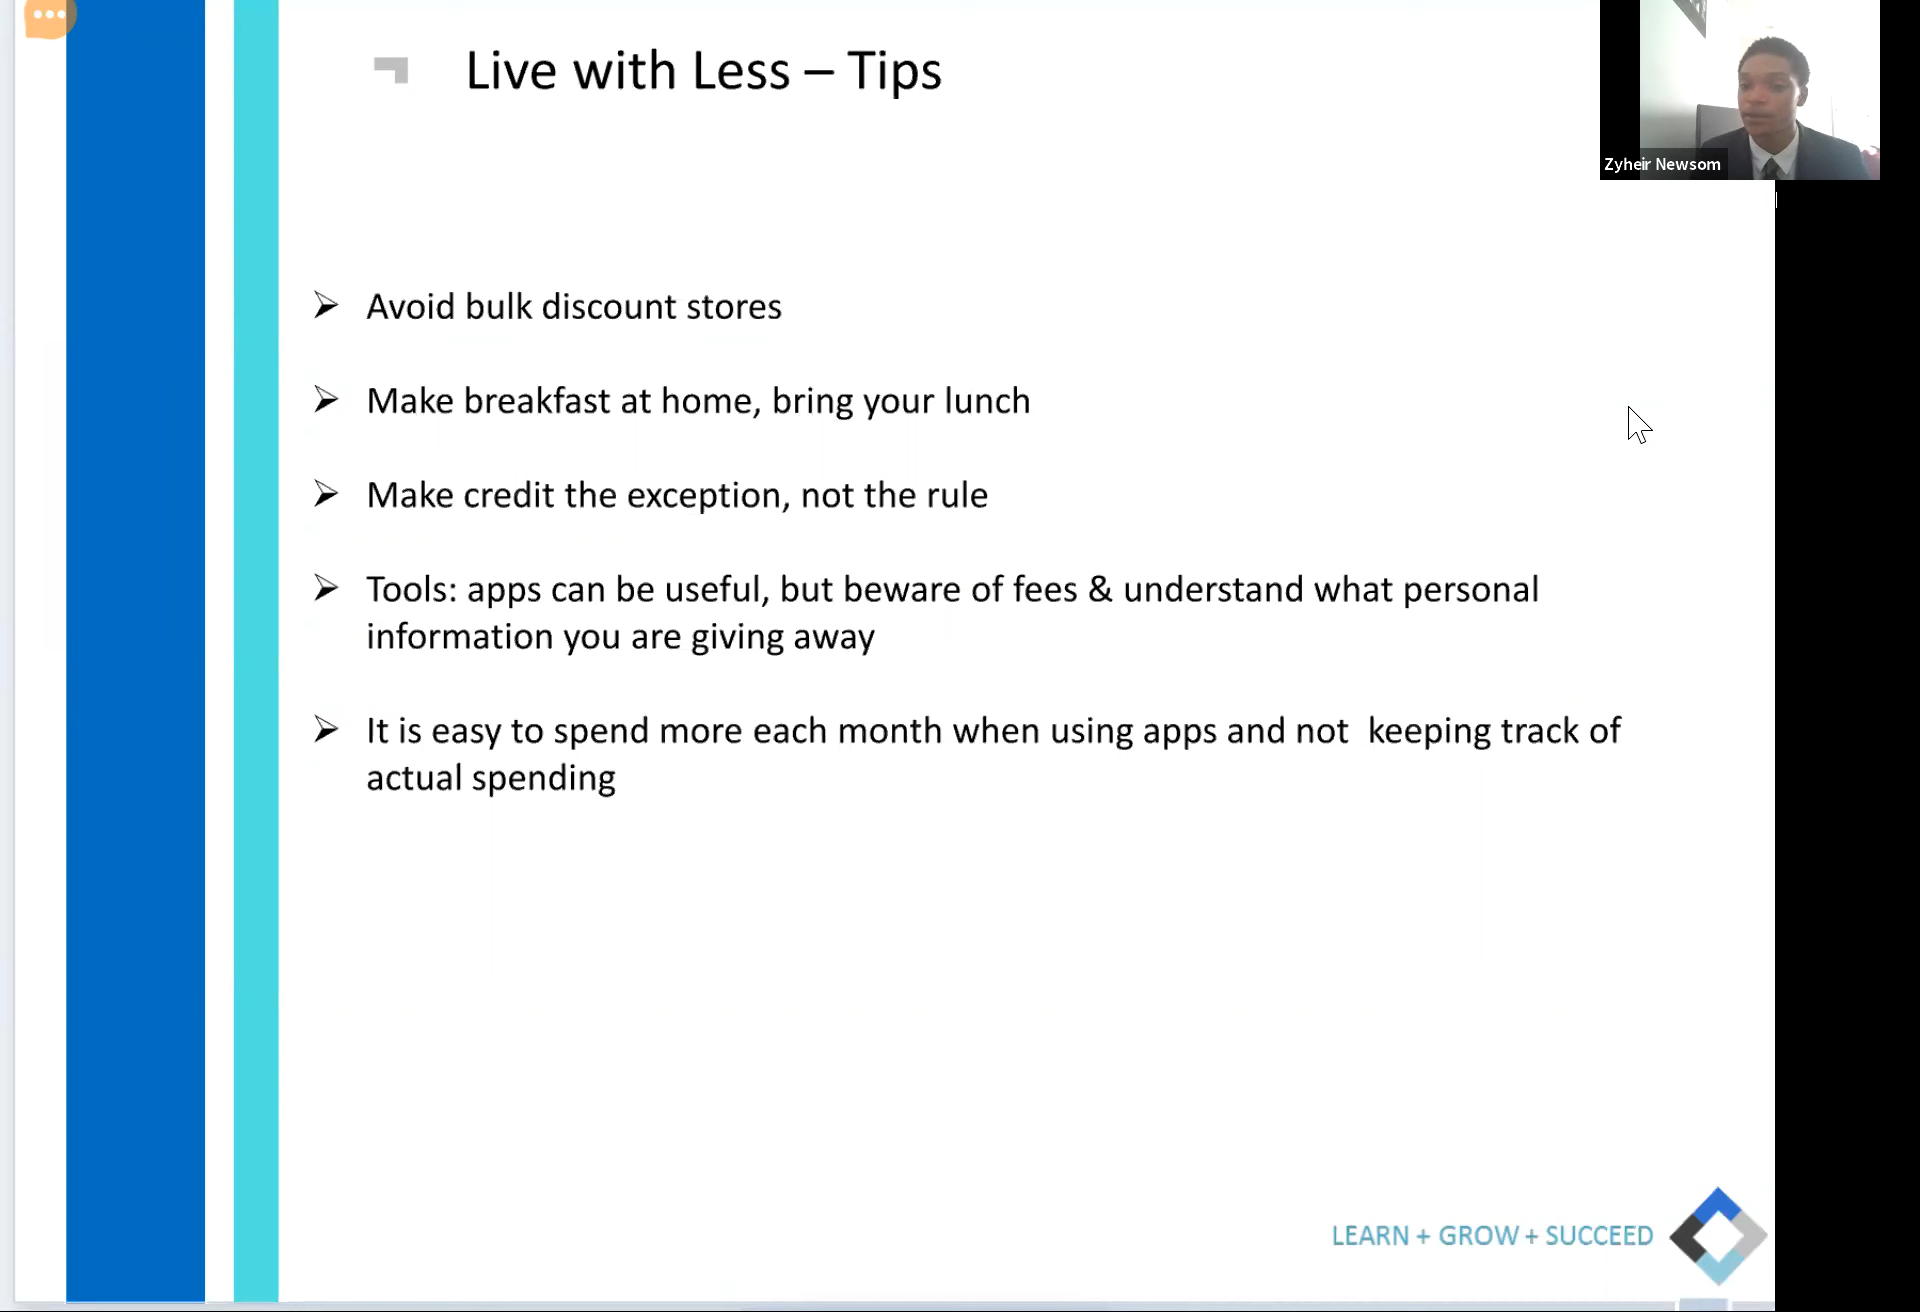 Live with Less – Tips
Zyheir Newsom
Avoid bulk discount stores
Make breakfast at home, bring your lunch
Make credit the exception, not the rule
Tools: apps can be useful, but beware of fees & understand what personal
information you are giving away
It is easy to spend more each month when using apps and not  keeping track of
actual spending
LEARN + GROW + SUCCEED